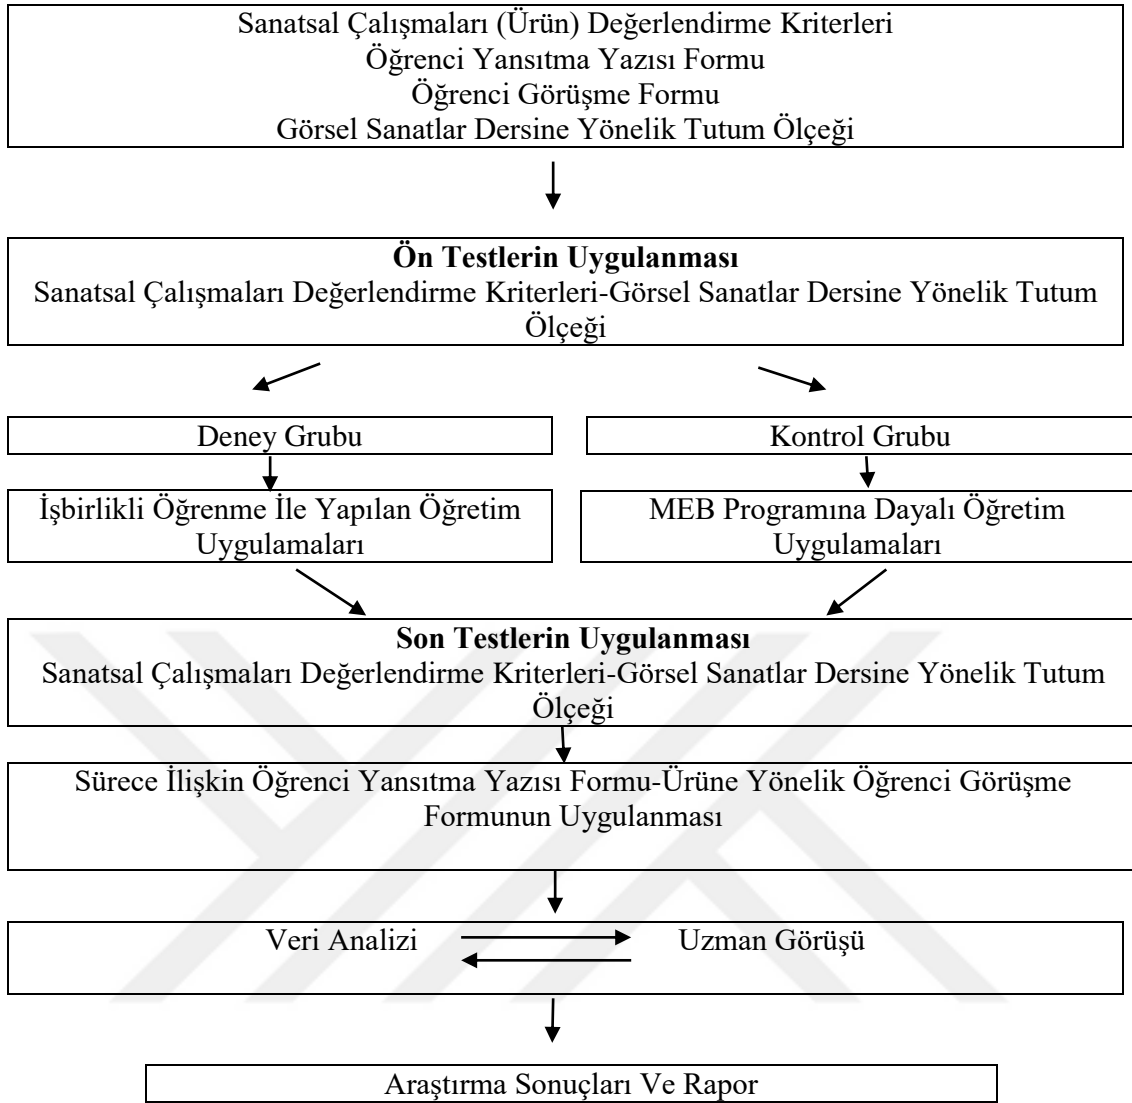 Sanatsal Çalışmaları (Ürün) Değerlendirme Kriterleri
Öğrenci Yansıtma Yazısı Formu
Öğrenci Görüşme Formu
Görsel Sanatlar Dersine Yönelik Tutum Ölçeği
Ön Testlerin Uygulanması
Sanatsal Çalışmaları Değerlendirme Kriterleri-Görsel Sanatlar Dersine Yönelik Tutum
Ölçeği
Deney Grubu
Kontrol Grubu
İşbirlikli Öğrenme İle Yapılan Öğretim
Uygulamaları
MEB Programına Dayalı Öğretim
Uygulamaları
Son Testlerin Uygulanması
Sanatsal Çalışmaları Değerlendirme Kriterleri-Görsel Sanatlar Dersine Yönelik Tutum
Ölçeği
Sürece İlişkin Öğrenci Yansıtma Yazısı Formu-Ürüne Yönelik Öğrenci Görüşme
Formunun Uygulanması
Veri Analizi
Uzman Görüşü
Araştırma Sonuçları Ve Rapor